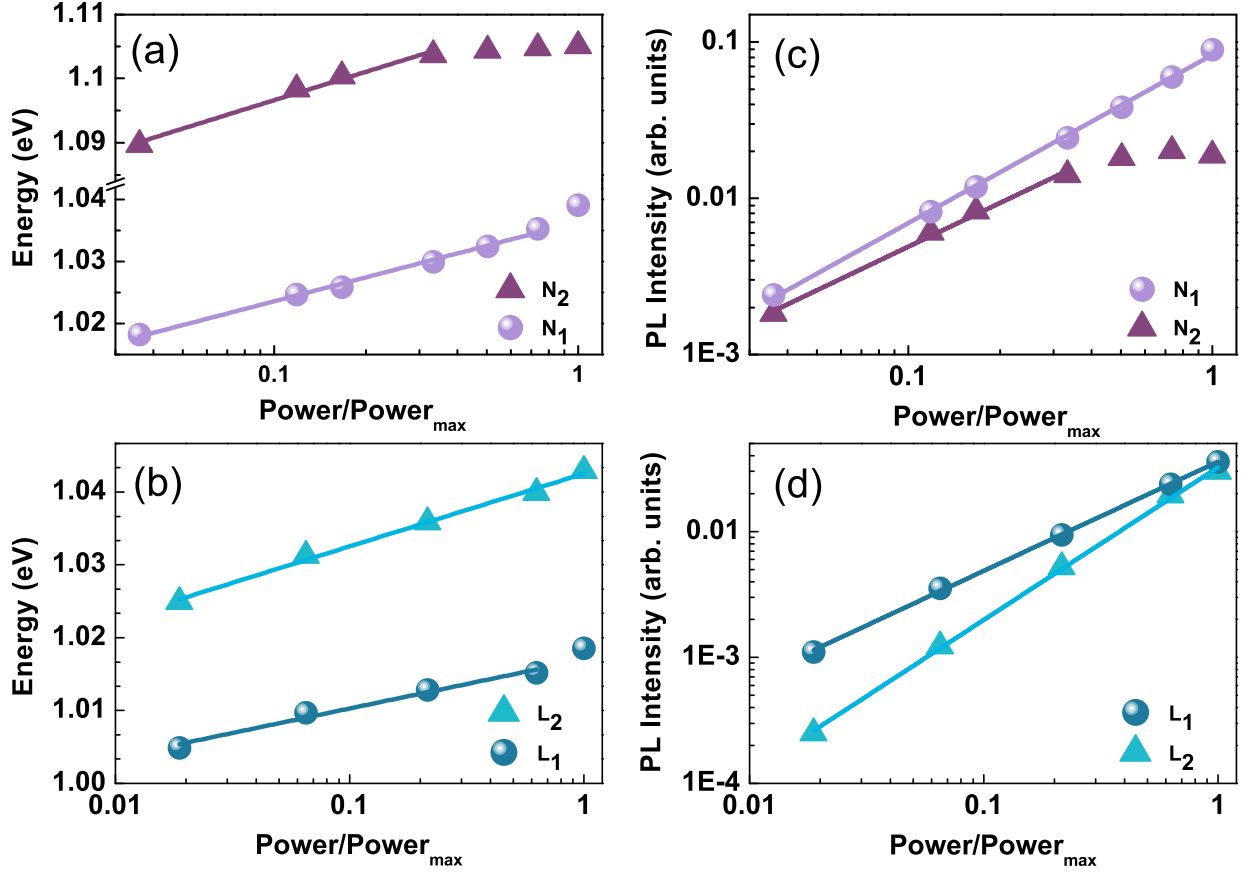 (a)
1.11
1.10
1.09
1.04
1.03
1.02
Energy (eV)
N2
N1
0.1
1
Power/Powermax
(c)
0.1
0.01
1E-3
PL Intensity (arb. units)
N1
N2
0.1
1
Power/Powermax
(b)
1.04
1.03
1.02
1.01
1.00
Energy (eV)
L2
L1
0.01
0.1
1
Power/Powermax
(d)
0.01
1E-3
1E-4
PL Intensity (arb. units)
L1
L2
0.01
0.1
1
Power/Powermax